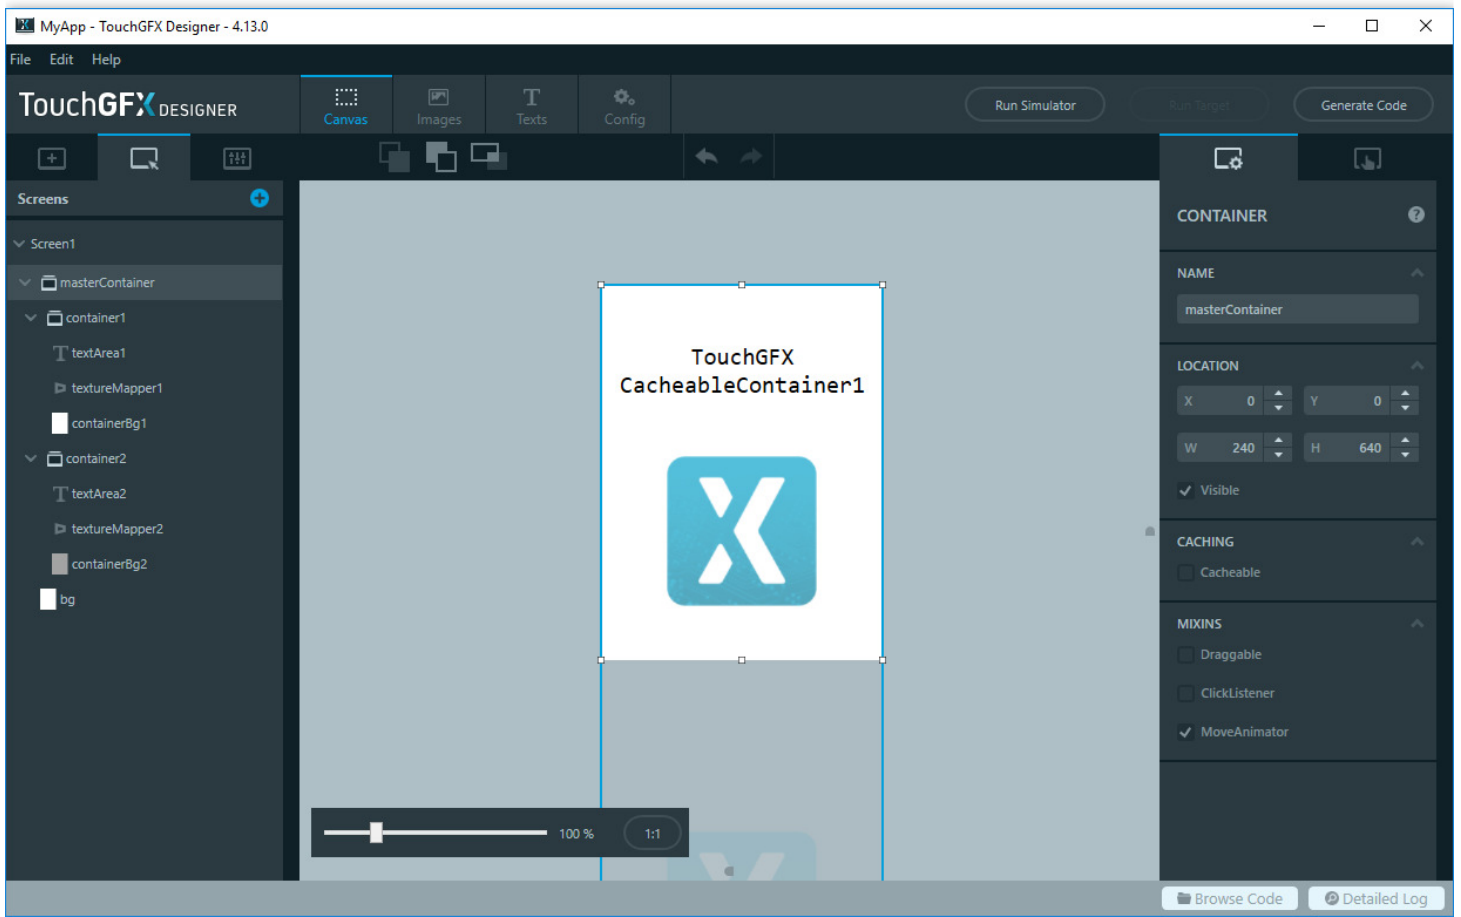 MyApp - TouchGFX Designer - 4.13.0
File Edit Help
TouchGFX DESIGNER
Canvas
Images
Texts
Config
Run Simulator
Run Target
Generate Code
Screens
Screen1
masterContainer
container1
textArea1
textureMapper1
containerBg1
container2
textArea2
textureMapper2
containerBg2
bg
TouchGFX
CacheableContainer1
100 %
1:1
CONTAINER
NAME
masterContainer
LOCATION
X 0 Y 0
W 240 H 640
Visible
CACHING
Cacheable
MIXINS
Draggable
ClickListener
MoveAnimator
Browse Code
Detailed Log